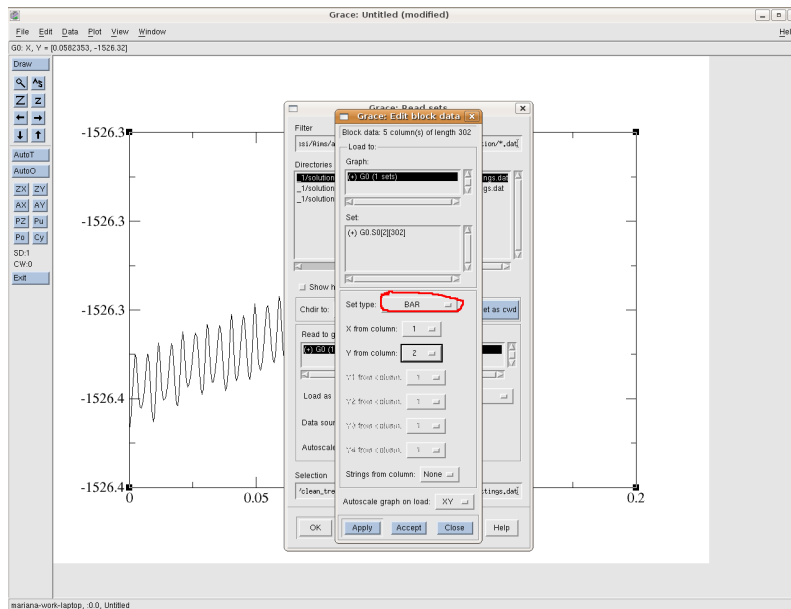 Grace: Untitled (modified)
File Edit Data Plot View Window
G0: X, Y = [0.0582353, -1526.32]
Draw
Z z
AutoT
AutoO
ZX ZY
AX AY
PZ Pu
Po Cy
SD:1
CW:0
Exit
-1526.3
-1526.3
-1526.3
-1526.4
-1526.4
0
0.05
0.2
Grace: Read sets
Filter
Directories
_1/solution
_1/solution
_1/solution
ngs.dat
gs.dat
Show h
Chdir to:
et as cwd
Read to g
(+) G0 (1
Load as
Data sour
Autoscale
Selection
OK
Help
Grace: Edit block data
Block data: 5 column(s) of length 302
Load to:
Graph:
(+) G0 (1 sets)
Set:
(+) G0.S0[2][302]
Set type: BAR
X from column: 1
Y from column: 2
Y1 from column: 1
Y2 from column: 1
Y3 from column: 1
Y4 from column: 1
Strings from column: None
Autoscale graph on load: XY
Apply Accept Close
mariana-work-laptop, :0.0, Untitled